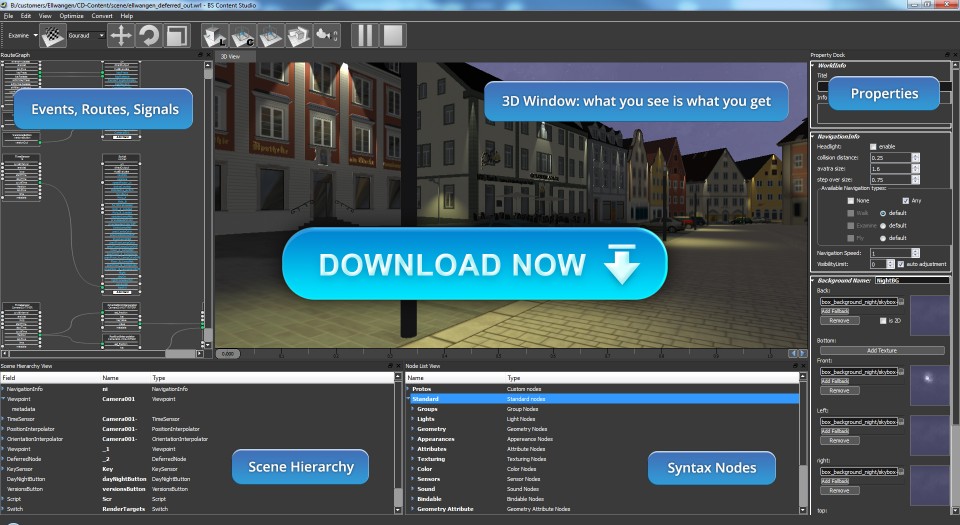 B:/customers/Ellwangen/CD-Content/scene/ellwangen_deferred_out.wrl - BS Content Studio
File Edit View Optimize Convert Help
Examine
Gouraud
RouteGraph
3D View
Property Dock
Events, Routes, Signals
3D Window: what you see is what you get
Properties
DOWNLOAD NOW
WorldInfo
Titel
Info
NavigationInfo
Headlight: enable
collision distance: 0.25
avatra size: 1.6
step over size: 0.75
Available Navigation types:
None Any
Walk default
Examine default
Fly default
Navigation Speed: 1
VisibilityLimit: 0 auto adjustment
Background Name: NightBG
Back:
box_background_night/skybox-
Add Fallback
Remove is 2D
Bottom:
Add Texture
Front:
box_background_night/skybox-
Add Fallback
Remove
Left:
box_background_night/skybox-
Add Fallback
Remove
right:
box_background_night/skybox-
Add Fallback
Remove
top:
0,000
Scene Hierarchy View
Field Name Type
NavigationInfo ni NavigationInfo
Viewpoint Camera001 Viewpoint
metadata
TimeSensor Camera001- TimeSensor
PositionInterpolator Camera001- PositionInterpolator
OrientationInterpolator Camera001- OrientationInterpolator
Viewpoint _1 Viewpoint
DeferredNode _2 DeferredNode
KeySensor Key KeySensor
DayNightButton dayNightButton DayNightButton
VersionsButton versionsButton VersionsButton
Script Scr Script
Switch RenderTargets Switch
Scene Hierarchy
Node List View
Name Type
Protos Custom nodes
Standard Standard nodes
Groups Group Nodes
Lights Light Nodes
Geometry Geometry Nodes
Appearances Appereance Nodes
Attributes Attribute Nodes
Texturing Texturing Nodes
Color Color Nodes
Sensors Sensor Nodes
Sound Sound Nodes
Bindable Bindable Nodes
Geometry Attribute Geometry Attribute Nodes
Syntax Nodes